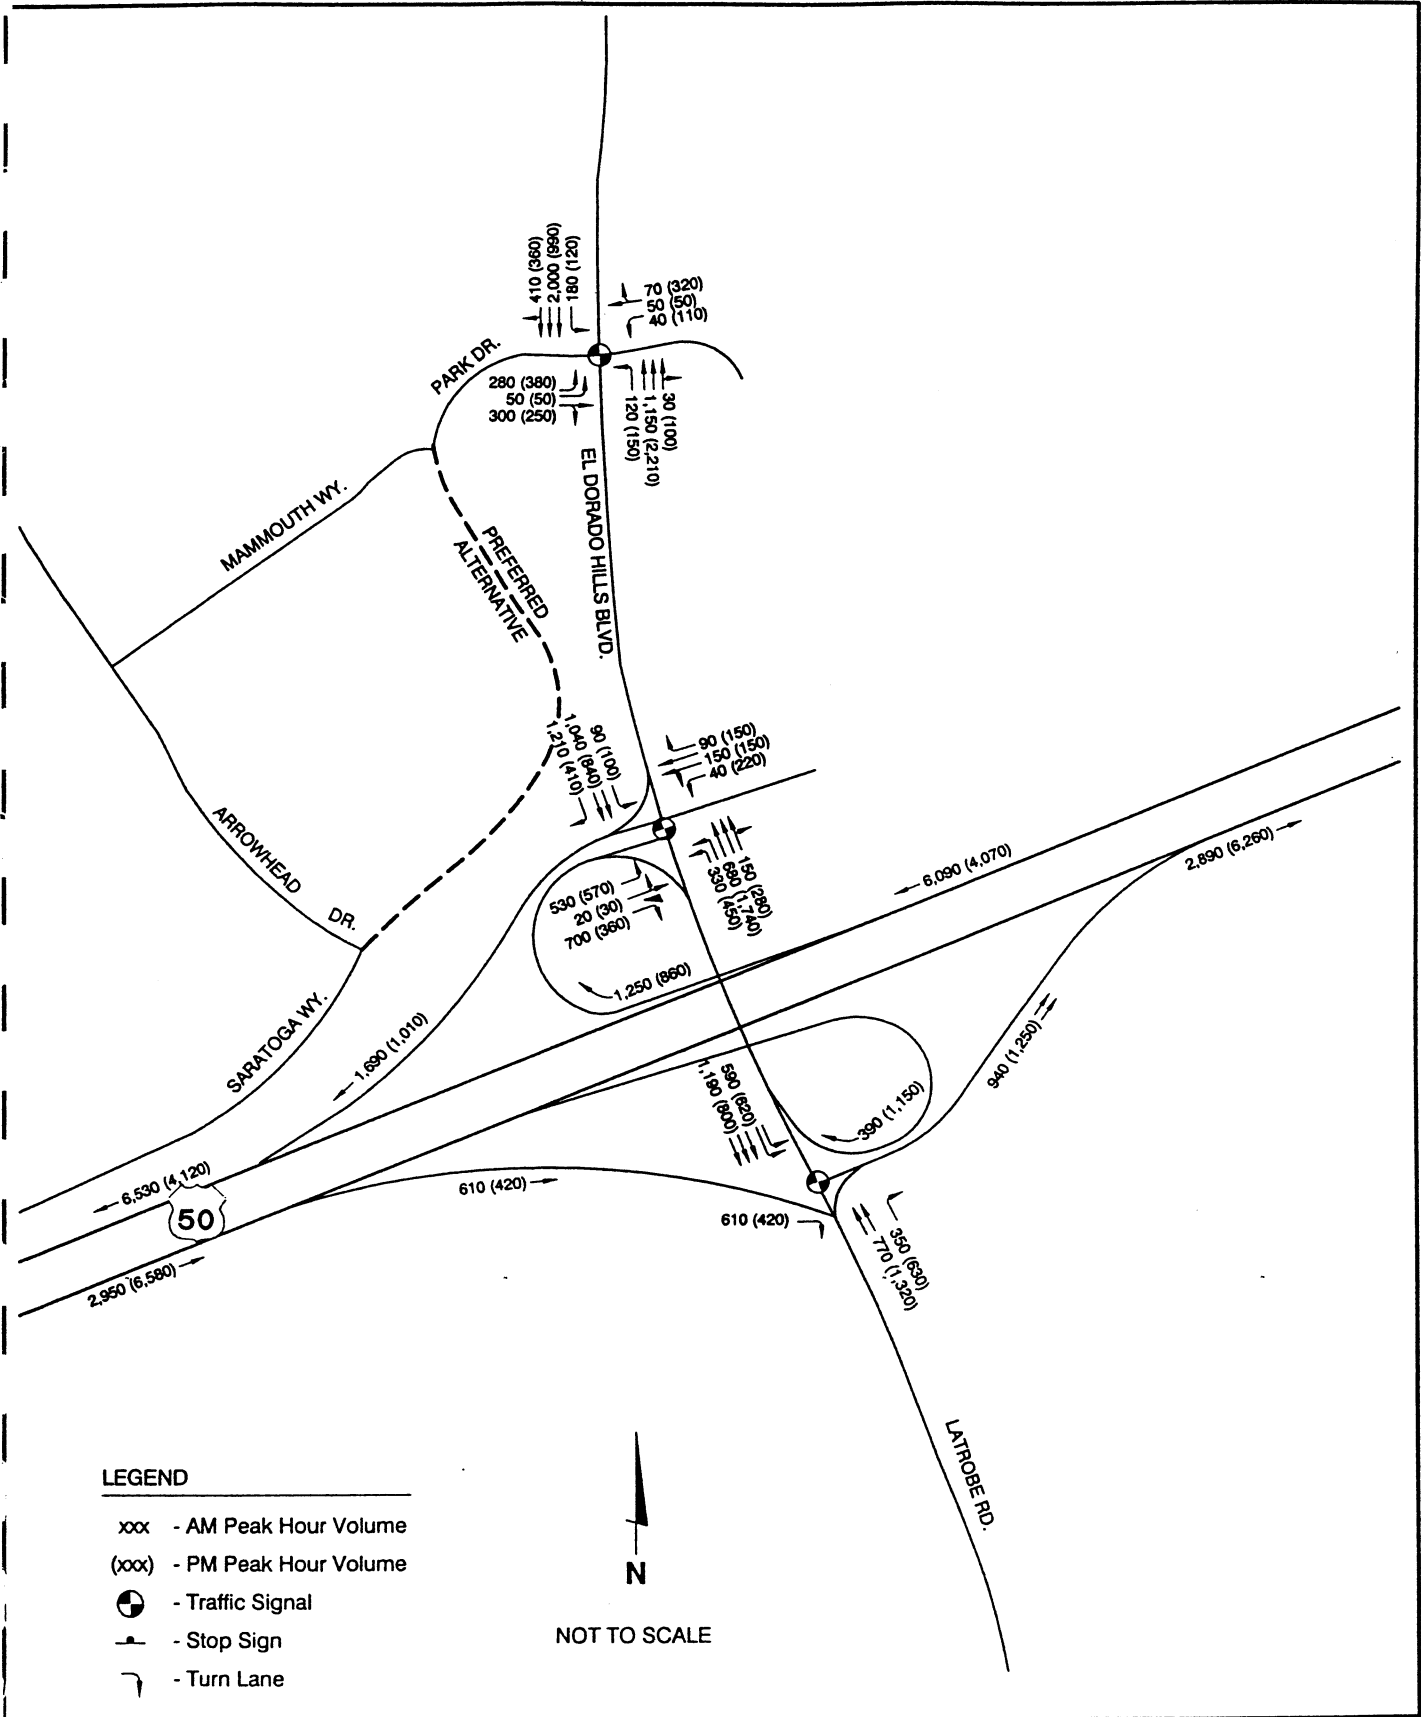 410 (360)
2,000 (990)
180 (120)
70 (320)
50 (50)
40 (110)
PARK DR.
280 (380)
50 (50)
300 (250)
30 (100)
1,150 (2,210)
120 (150)
EL DORADO HILLS BLVD.
MAMMOUTH WY.
PREFERRED
ALTERNATIVE
90 (100)
1,040 (840)
1,210 (410)
90 (150)
150 (150)
40 (220)
ARROWHEAD DR.
150 (280)
680 (1,740)
330 (450)
6,090 (4,070)
2,890 (6,260)
530 (570)
20 (30)
700 (360)
1,250 (860)
SARATOGA WY.
1,690 (1,010)
590 (620)
1,190 (800)
390 (1,150)
940 (1,250)
6,530 (4,120)
50
610 (420)
610 (420)
350 (630)
770 (1,320)
2,950 (6,580)
LATROBE RD.
LEGEND
xxx - AM Peak Hour Volume
(xxx) - PM Peak Hour Volume
- Traffic Signal
- Stop Sign
- Turn Lane
N
NOT TO SCALE